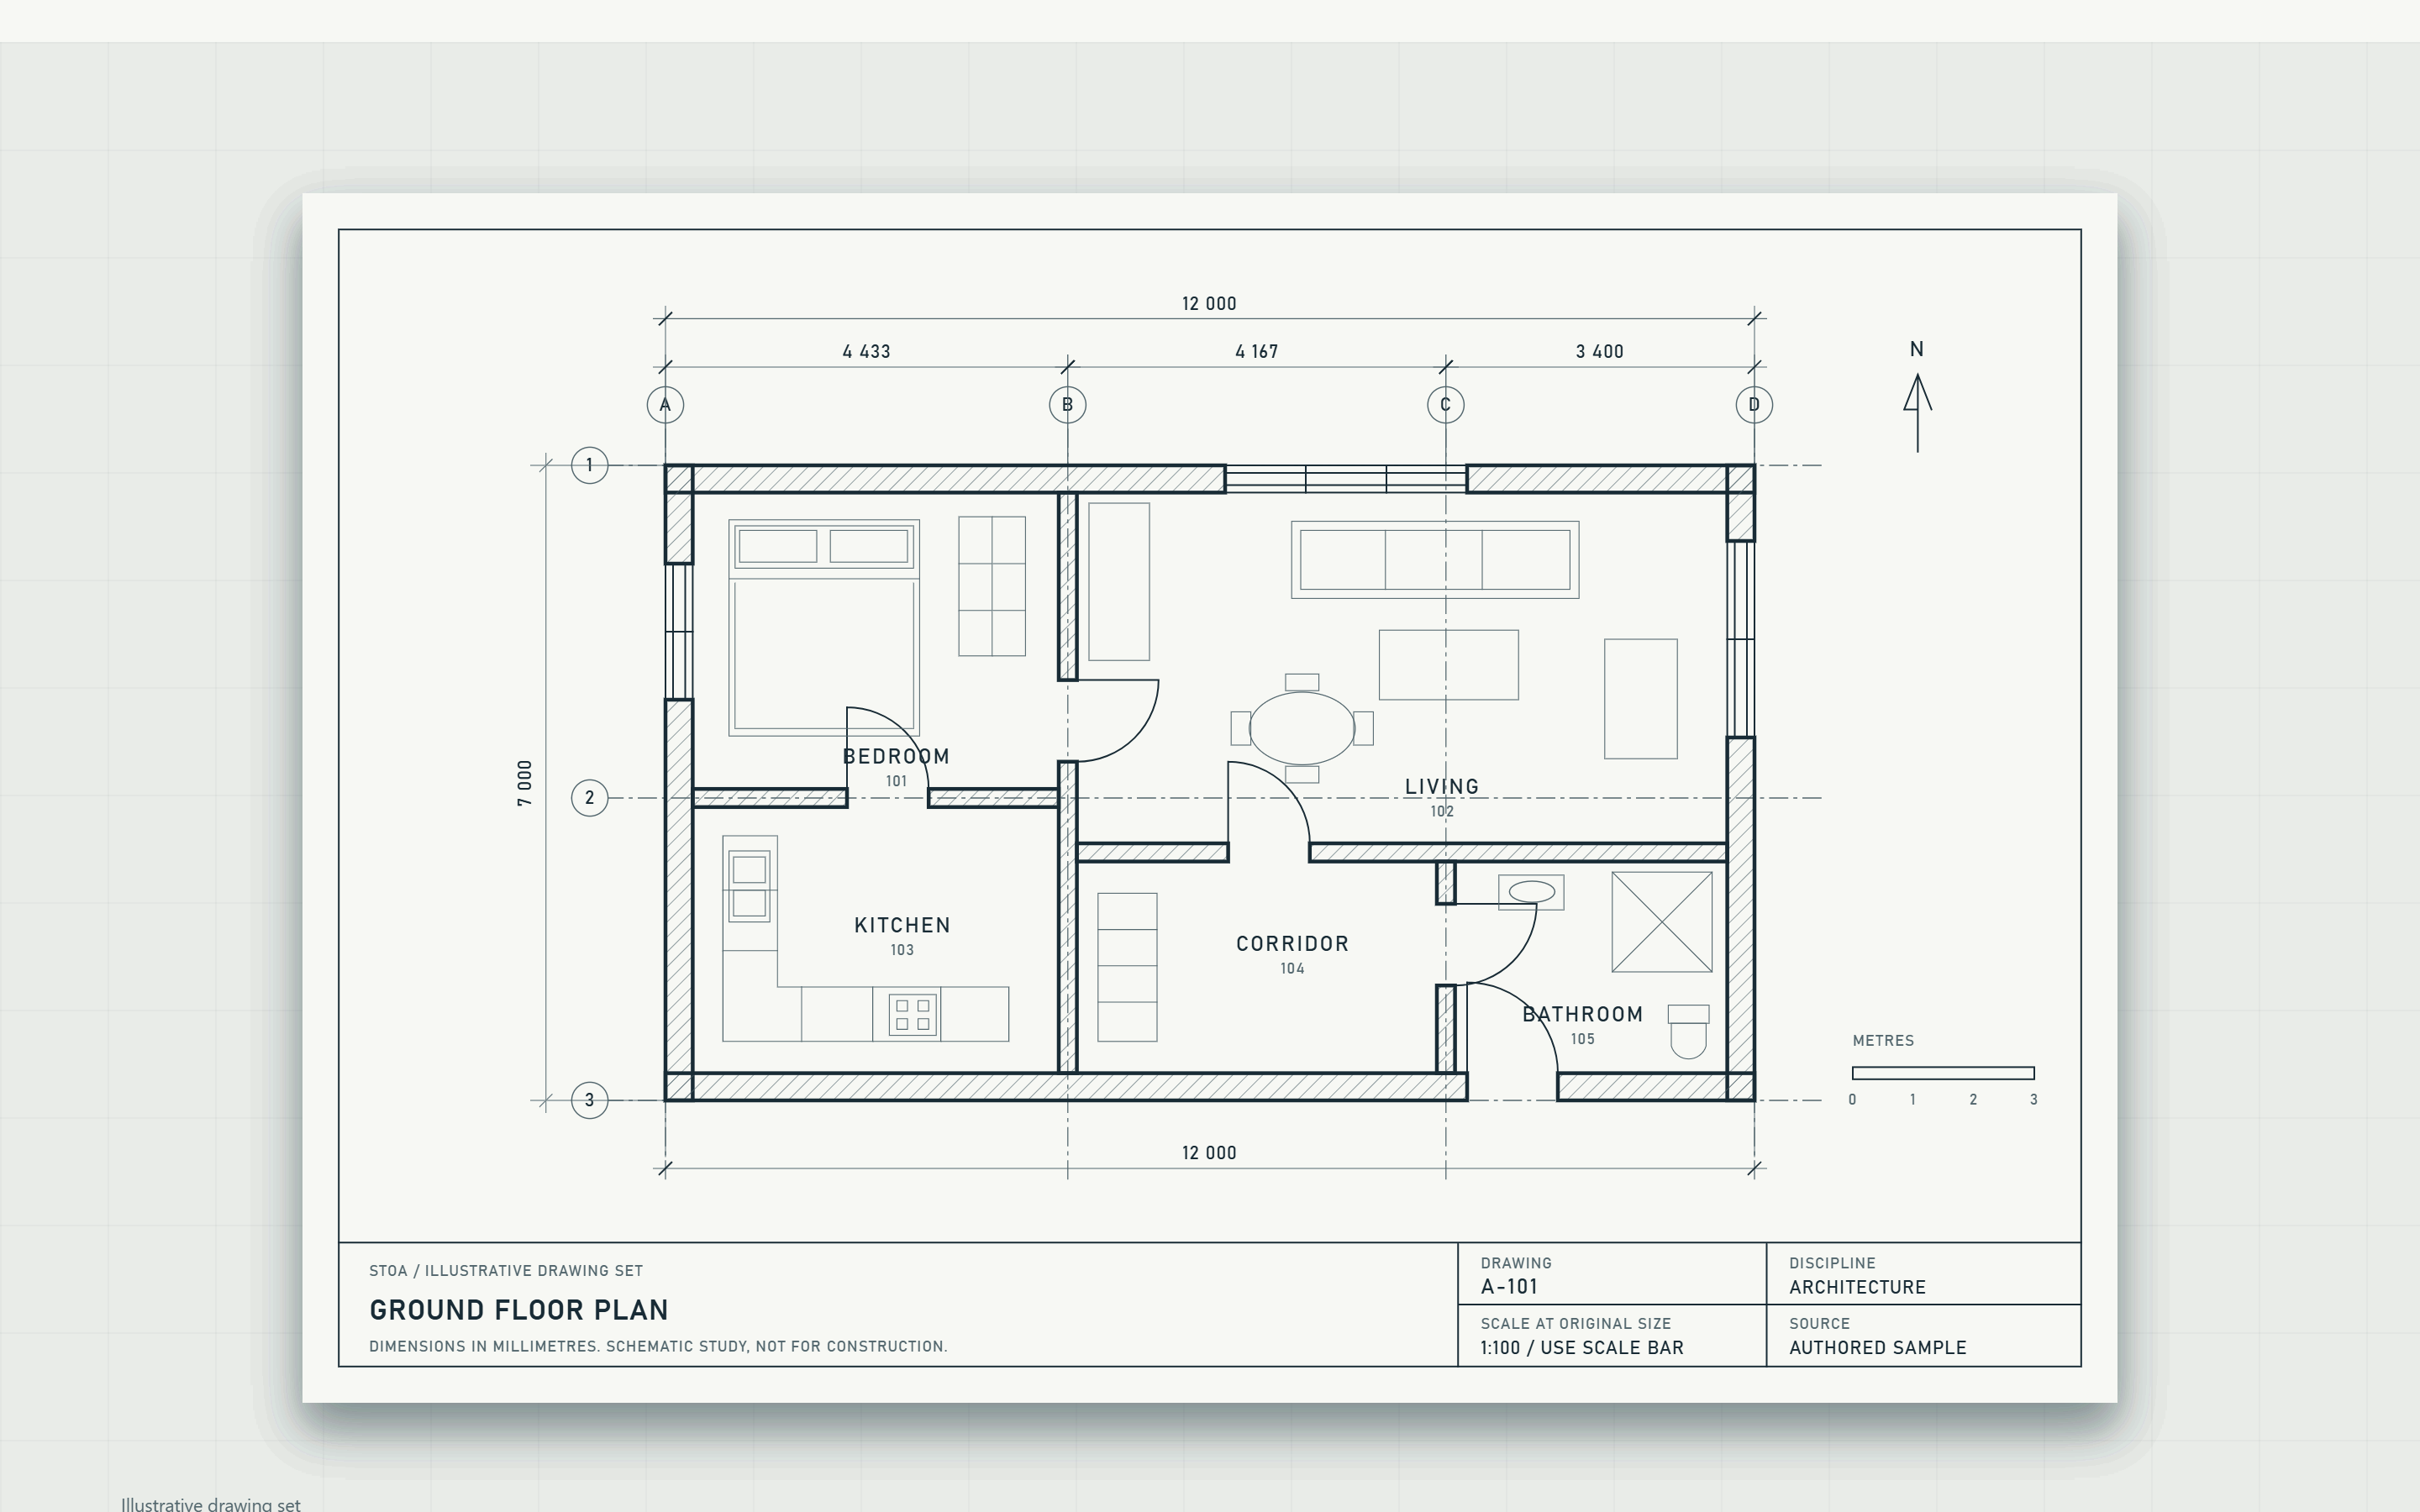 12 000
4 433
4 167
3 400
N
A
B
C
D
1
BEDROOM
101
7 000
2
LIVING
102
KITCHEN
103
CORRIDOR
104
BATHROOM
105
METRES
0 1 2 3
3
12 000
STOA / ILLUSTRATIVE DRAWING SET
GROUND FLOOR PLAN
DIMENSIONS IN MILLIMETRES. SCHEMATIC STUDY, NOT FOR CONSTRUCTION.
DRAWING
A-101
DISCIPLINE
ARCHITECTURE
SCALE AT ORIGINAL SIZE
1:100 / USE SCALE BAR
SOURCE
AUTHORED SAMPLE
Illustrative drawing set